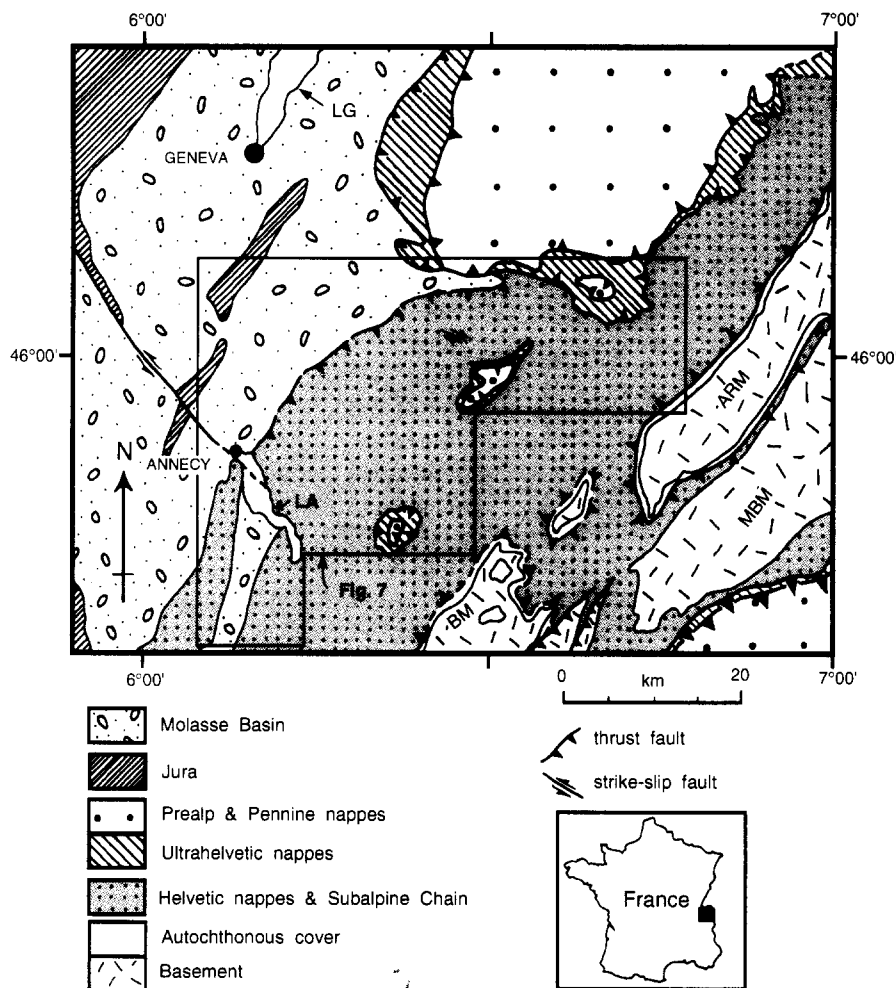 6°00'
7°00'
LG
GENEVA
46°00'
46°00'
ARM
N
ANNECY
MBM
LA
Fig. 7
BM
6°00'
7°00'
0 20
km
Molasse Basin
thrust fault
Jura
strike-slip fault
Prealp & Pennine nappes
Ultrahelvetic nappes
Helvetic nappes & Subalpine Chain
France
Autochthonous cover
Basement